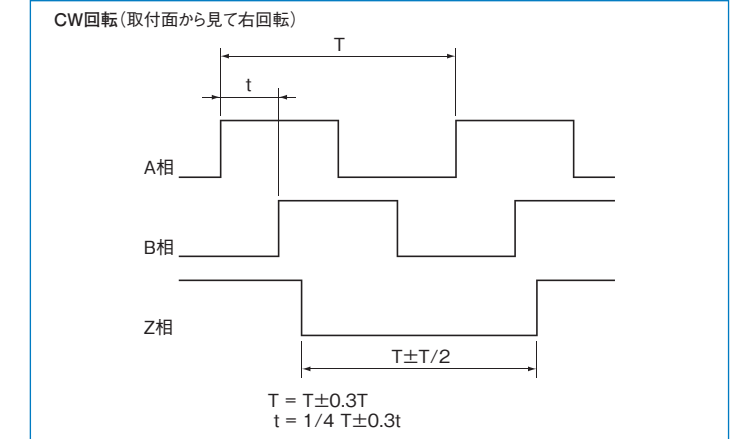 CW回転(取付面から見て右回転)
T
t
A相
B相
Z相
T±T/2
T = T±0.3T
t = 1/4 T±0.3t